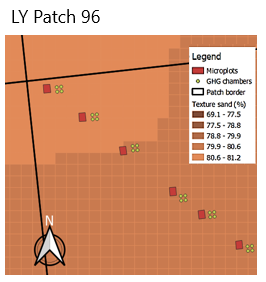 LY Patch 96
Legend
Microplots
GHG chambers
Patch border
Texture sand (%)
69.1 - 77.5
77.5 - 78.8
78.8 - 79.9
79.9 - 80.6
80.6 - 81.2
N